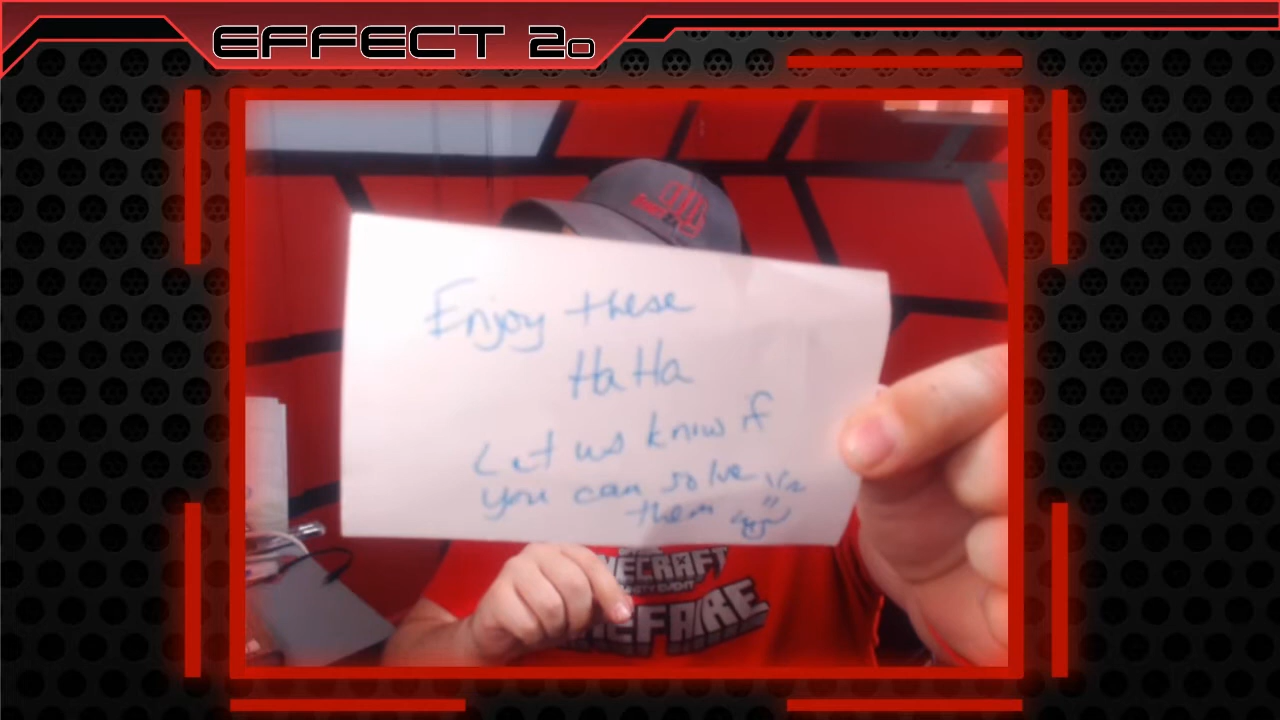 EFFECT 2o
Enjoy these
Ha Ha
Let us know if
you can solve
them
MINECRAFT